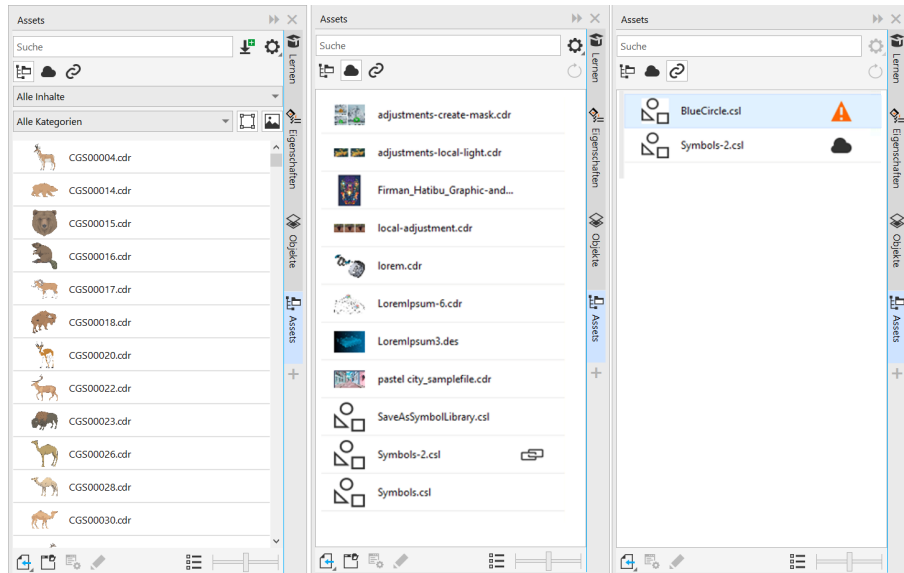 Assets
Suche
Alle Inhalte
Alle Kategorien
CGS00004.cdr
CGS00014.cdr
CGS00015.cdr
CGS00016.cdr
CGS00017.cdr
CGS00018.cdr
CGS00020.cdr
CGS00022.cdr
CGS00023.cdr
CGS00026.cdr
CGS00028.cdr
CGS00030.cdr
Lernen
Eigenschaften
Objekte
Assets
Assets
Suche
adjustments-create-mask.cdr
adjustments-local-light.cdr
Firman_Hatibu_Graphic-and...
local-adjustment.cdr
lorem.cdr
LoremIpsum-6.cdr
LoremIpsum3.des
pastel city_samplefile.cdr
SaveAsSymbolLibrary.csl
Symbols-2.csl
Symbols.csl
Lernen
Eigenschaften
Objekte
Assets
Assets
Suche
BlueCircle.csl
Symbols-2.csl
Lernen
Eigenschaften
Objekte
Assets